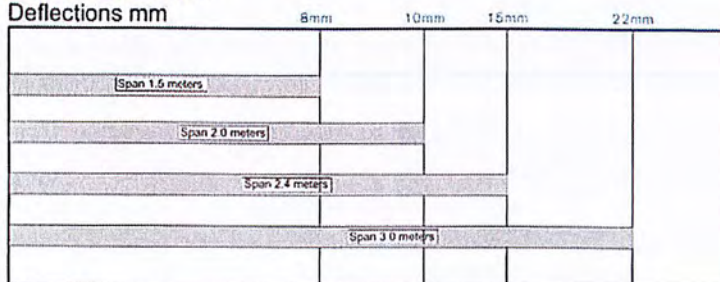 Deflections mm
8mm 10mm 15mm 22mm
Span 1.5 meters
Span 2.0 meters
Span 2.4 meters
Span 3.0 meters